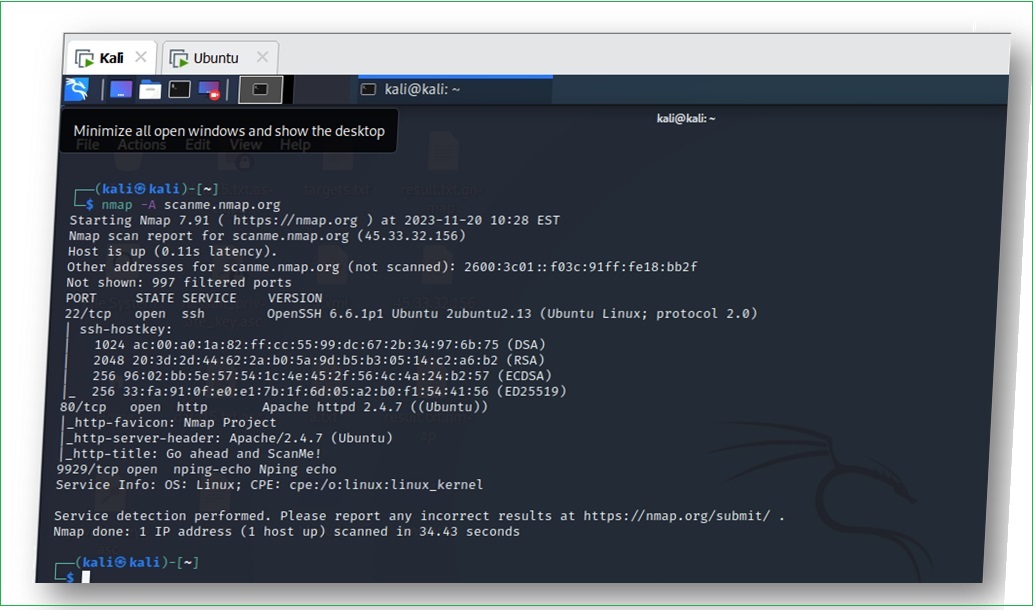 Kali
Ubuntu
kali@kali: ~
Minimize all open windows and show the desktop
kali@kali: ~
File Actions Edit View Help
┌──(kali㉿kali)-[~]
└─$ nmap -A scanme.nmap.org
Starting Nmap 7.91 ( https://nmap.org ) at 2023-11-20 10:28 EST
Nmap scan report for scanme.nmap.org (45.33.32.156)
Host is up (0.11s latency).
Other addresses for scanme.nmap.org (not scanned): 2600:3c01::f03c:91ff:fe18:bb2f
Not shown: 997 filtered ports
PORT STATE SERVICE VERSION
22/tcp open ssh OpenSSH 6.6.1p1 Ubuntu 2ubuntu2.13 (Ubuntu Linux; protocol 2.0)
| ssh-hostkey:
| 1024 ac:00:a0:1a:82:ff:cc:55:99:dc:67:2b:34:97:6b:75 (DSA)
| 2048 20:3d:2d:44:62:2a:b0:5a:9d:b5:b3:05:14:c2:a6:b2 (RSA)
| 256 96:02:bb:5e:57:54:1c:4e:45:2f:56:4c:4a:24:b2:57 (ECDSA)
|_ 256 33:fa:91:0f:e0:e1:7b:1f:6d:05:a2:b0:f1:54:41:56 (ED25519)
80/tcp open http Apache httpd 2.4.7 ((Ubuntu))
|_http-favicon: Nmap Project
|_http-server-header: Apache/2.4.7 (Ubuntu)
|_http-title: Go ahead and ScanMe!
9929/tcp open nping-echo Nping echo
Service Info: OS: Linux; CPE: cpe:/o:linux:linux_kernel
Service detection performed. Please report any incorrect results at https://nmap.org/submit/ .
Nmap done: 1 IP address (1 host up) scanned in 34.43 seconds
┌──(kali㉿kali)-[~]
└─$